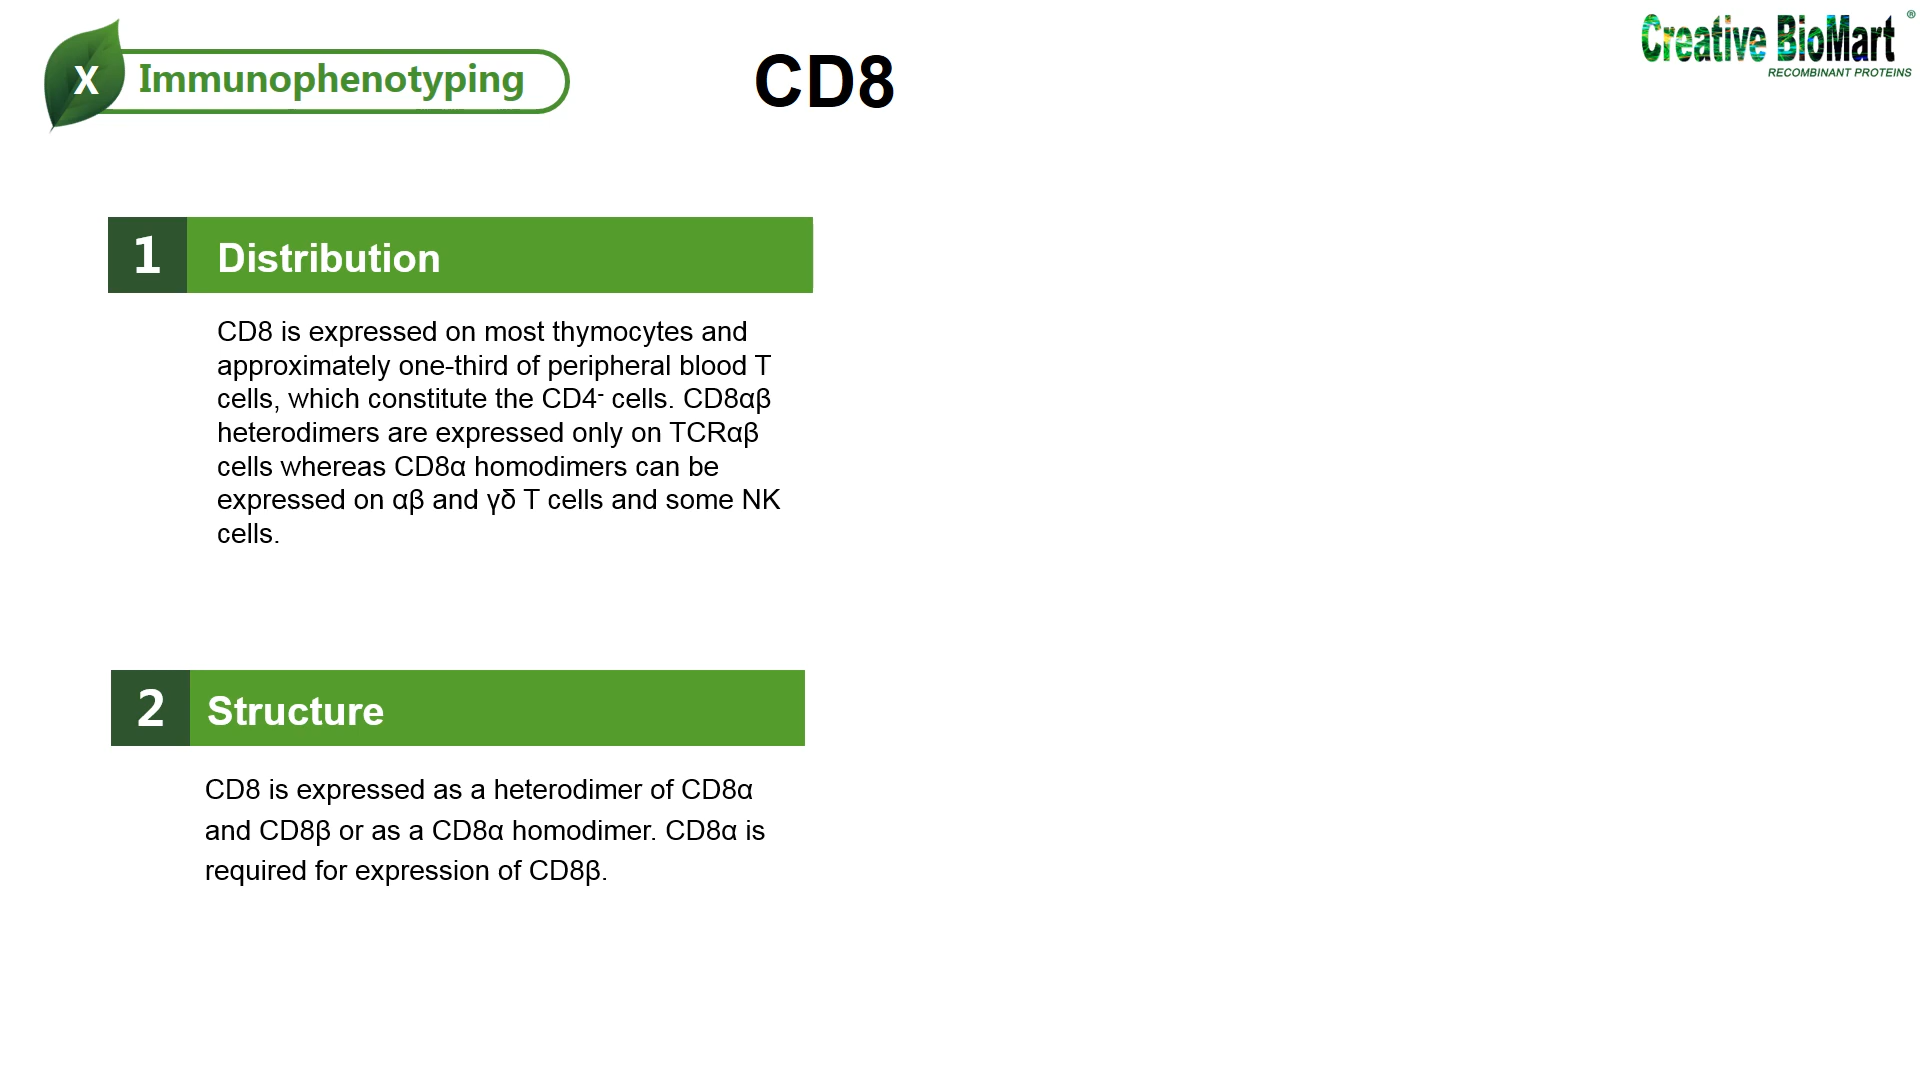 X Immunophenotyping
CD8
Creative BioMart ®
RECOMBINANT PROTEINS
1 Distribution
CD8 is expressed on most thymocytes and
approximately one-third of peripheral blood T
cells, which constitute the CD4⁻ cells. CD8αβ
heterodimers are expressed only on TCRαβ
cells whereas CD8α homodimers can be
expressed on αβ and γδ T cells and some NK
cells.
2 Structure
CD8 is expressed as a heterodimer of CD8α
and CD8β or as a CD8α homodimer. CD8α is
required for expression of CD8β.